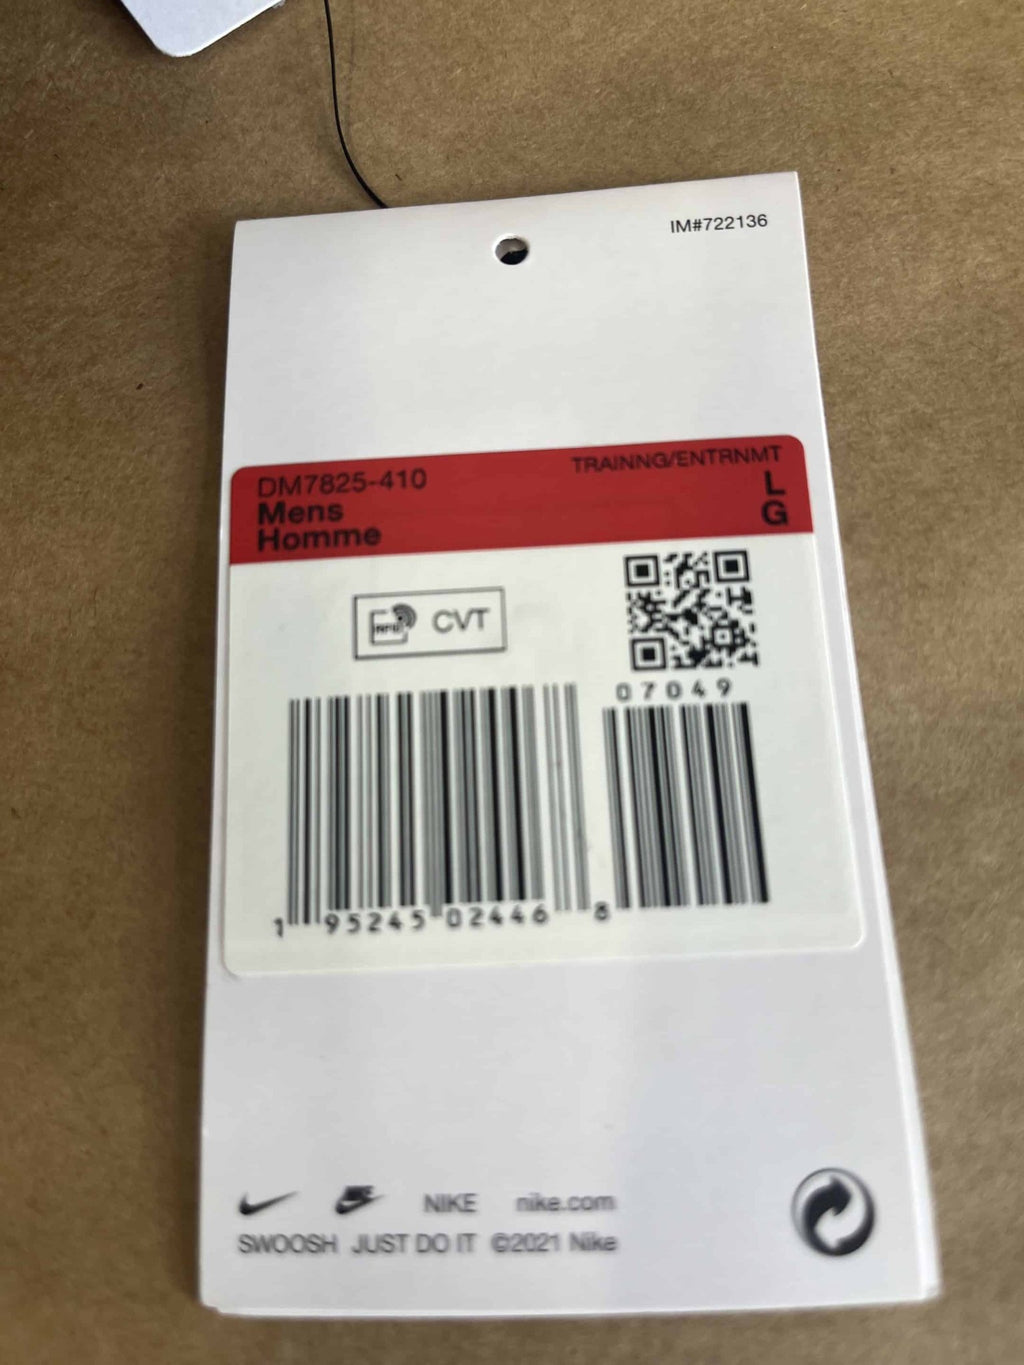 IM#722136
DM7825-410
TRAINNG/ENTRNMT
Mens
L
Homme
G
RFID CVT
07049
1 95245 02446 8
NIKE nike.com
SWOOSH JUST DO IT ©2021 Nike